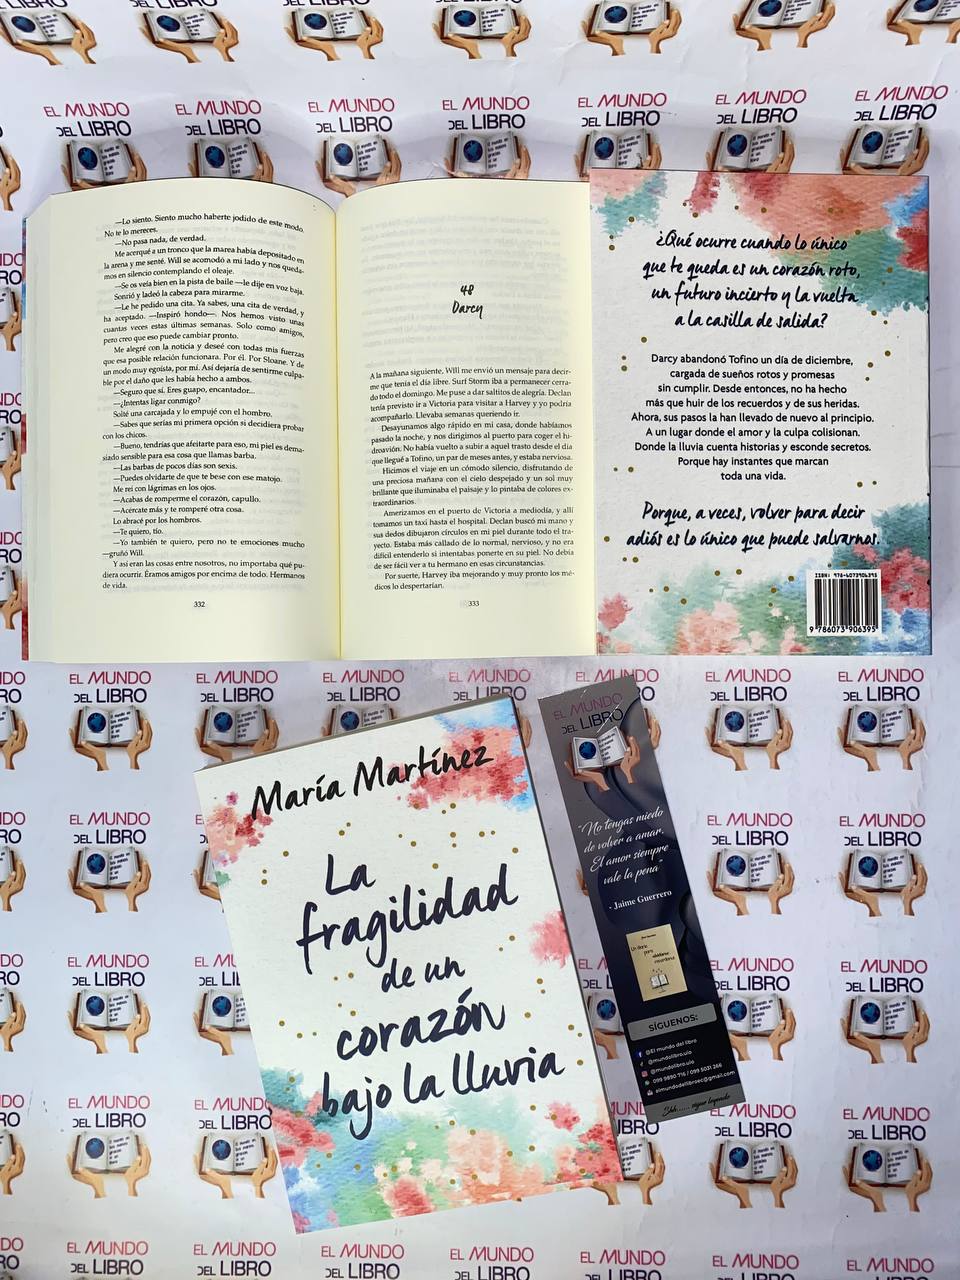 EL MUNDO
DEL LIBRO
—Lo siento. Siento mucho haberte jodido de este modo.
No te lo mereces.
—No pasa nada, de verdad.
Me acerqué a un tronco que la marea había depositado en
la arena y me senté. Will se acomodó a mi lado y nos queda-
mos en silencio contemplando el oleaje.
—Se os veía bien en la pista de baile —le dije en voz baja.
Sonrió y ladeó la cabeza para mirarme.
—Le he pedido una cita. Ya sabes, una cita de verdad, y
ha aceptado. —Inspiró hondo—. Nos hemos visto unas
cuantas veces estas últimas semanas. Solo como amigos,
pero creo que eso puede cambiar pronto.
Me alegré con la noticia y deseé con todas mis fuerzas
que esa posible relación funcionara. Por él. Por Sloane. Y de
un modo muy egoísta, por mí. Así dejaría de sentirme culpa-
ble por el daño que les había hecho a ambos.
—Seguro que sí. Eres guapo, encantador...
—¿Intentas ligar conmigo?
Solté una carcajada y lo empujé con el hombro.
—Sabes que serías mi primera opción si decidiera probar
con los chicos.
—Bueno, tendrías que afeitarte para eso, mi piel es dema-
siado sensible para esa cosa que llamas barba.
—Las barbas de pocos días son sexis.
—Puedes olvidarte de que te bese con ese matojo.
Me reí con lágrimas en los ojos.
—Acabas de romperme el corazón, capullo.
—Acércate más y te romperé otra cosa.
Lo abracé por los hombros.
—Te quiero, tío.
—Yo también te quiero, pero no te emociones mucho
—gruñó Will.
Y así eran las cosas entre nosotros, no importaba qué pu-
diera ocurrir. Éramos amigos por encima de todo. Hermanos
de vida.
332
48
Darcy
A la mañana siguiente, Will me envió un mensaje para decir-
me que tenía el día libre. Surf Storm iba a permanecer cerra-
do todo el domingo. Me puse a dar saltitos de alegría. Declan
tenía previsto ir a Victoria para visitar a Harvey y yo podría
acompañarlo. Llevaba semanas queriendo ir.
Desayunamos algo rápido en mi casa, donde habíamos
pasado la noche, y nos dirigimos al puerto para coger el hi-
droavión. No había vuelto a subir a aquel trasto desde el día
que llegué a Tofino, un par de meses antes, y estaba nerviosa.
Hicimos el viaje en un cómodo silencio, disfrutando de
una preciosa mañana con el cielo despejado y un sol muy
brillante que iluminaba el paisaje y lo pintaba de colores ex-
traordinarios.
Amerizamos en el puerto de Victoria a mediodía, y allí
tomamos un taxi hasta el hospital. Declan buscó mi mano y
sus dedos dibujaron círculos en mi piel durante todo el tra-
yecto. Estaba más callado de lo normal, nervioso, y no era
difícil entenderlo si intentabas ponerte en su piel. No debía
de ser fácil ver a tu hermano en esas circunstancias.
Por suerte, Harvey iba mejorando y muy pronto los mé-
dicos lo despertarían.
333
¿Qué ocurre cuando lo único
que te queda es un corazón roto,
un futuro incierto y la vuelta
a la casilla de salida?
Darcy abandonó Tofino un día de diciembre,
cargada de sueños rotos y promesas
sin cumplir. Desde entonces, no ha hecho
más que huir de los recuerdos y de sus heridas.
Ahora, sus pasos la han llevado de nuevo al principio.
A un lugar donde el amor y la culpa colisionan.
Donde la lluvia cuenta historias y esconde secretos.
Porque hay instantes que marcan
toda una vida.
Porque, a veces, volver para decir
adiós es lo único que puede salvarnos.
9 786073 906395
María Martínez
La
fragilidad
de un
corazón
bajo la lluvia
EL MUNDO
DEL LIBRO
"No tengas miedo
de volver a amar.
El amor siempre
vale la pena"
- Jaime Guerrero
Un diario
para
SÍGUENOS:
@El mundo del libro
@mundolibro.uio
@mundolibro.uio
099 9890 716 / 099 5031 266
elmundodellibroec@gmail.com
Shh..... sigue leyendo